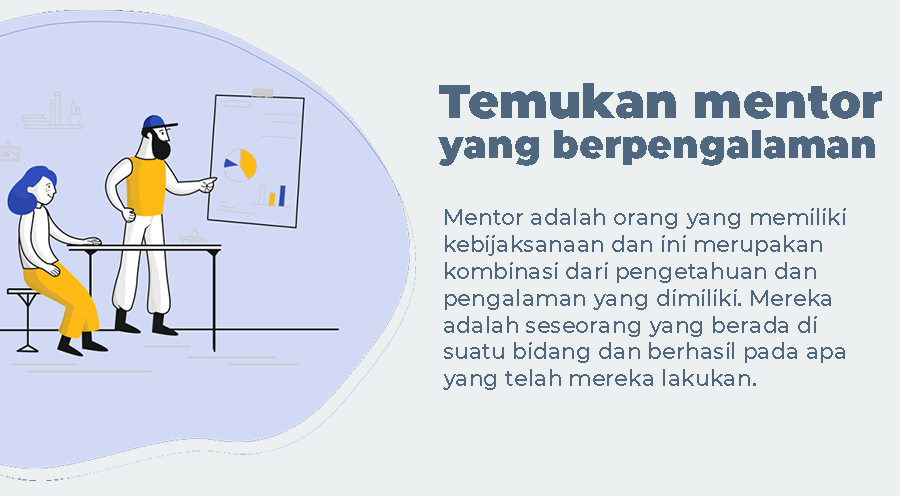 Temukan mentor
yang berpengalaman
Mentor adalah orang yang memiliki
kebijaksanaan dan ini merupakan
kombinasi dari pengetahuan dan
pengalaman yang dimiliki. Mereka
adalah seseorang yang berada di
suatu bidang dan berhasil pada apa
yang telah mereka lakukan.